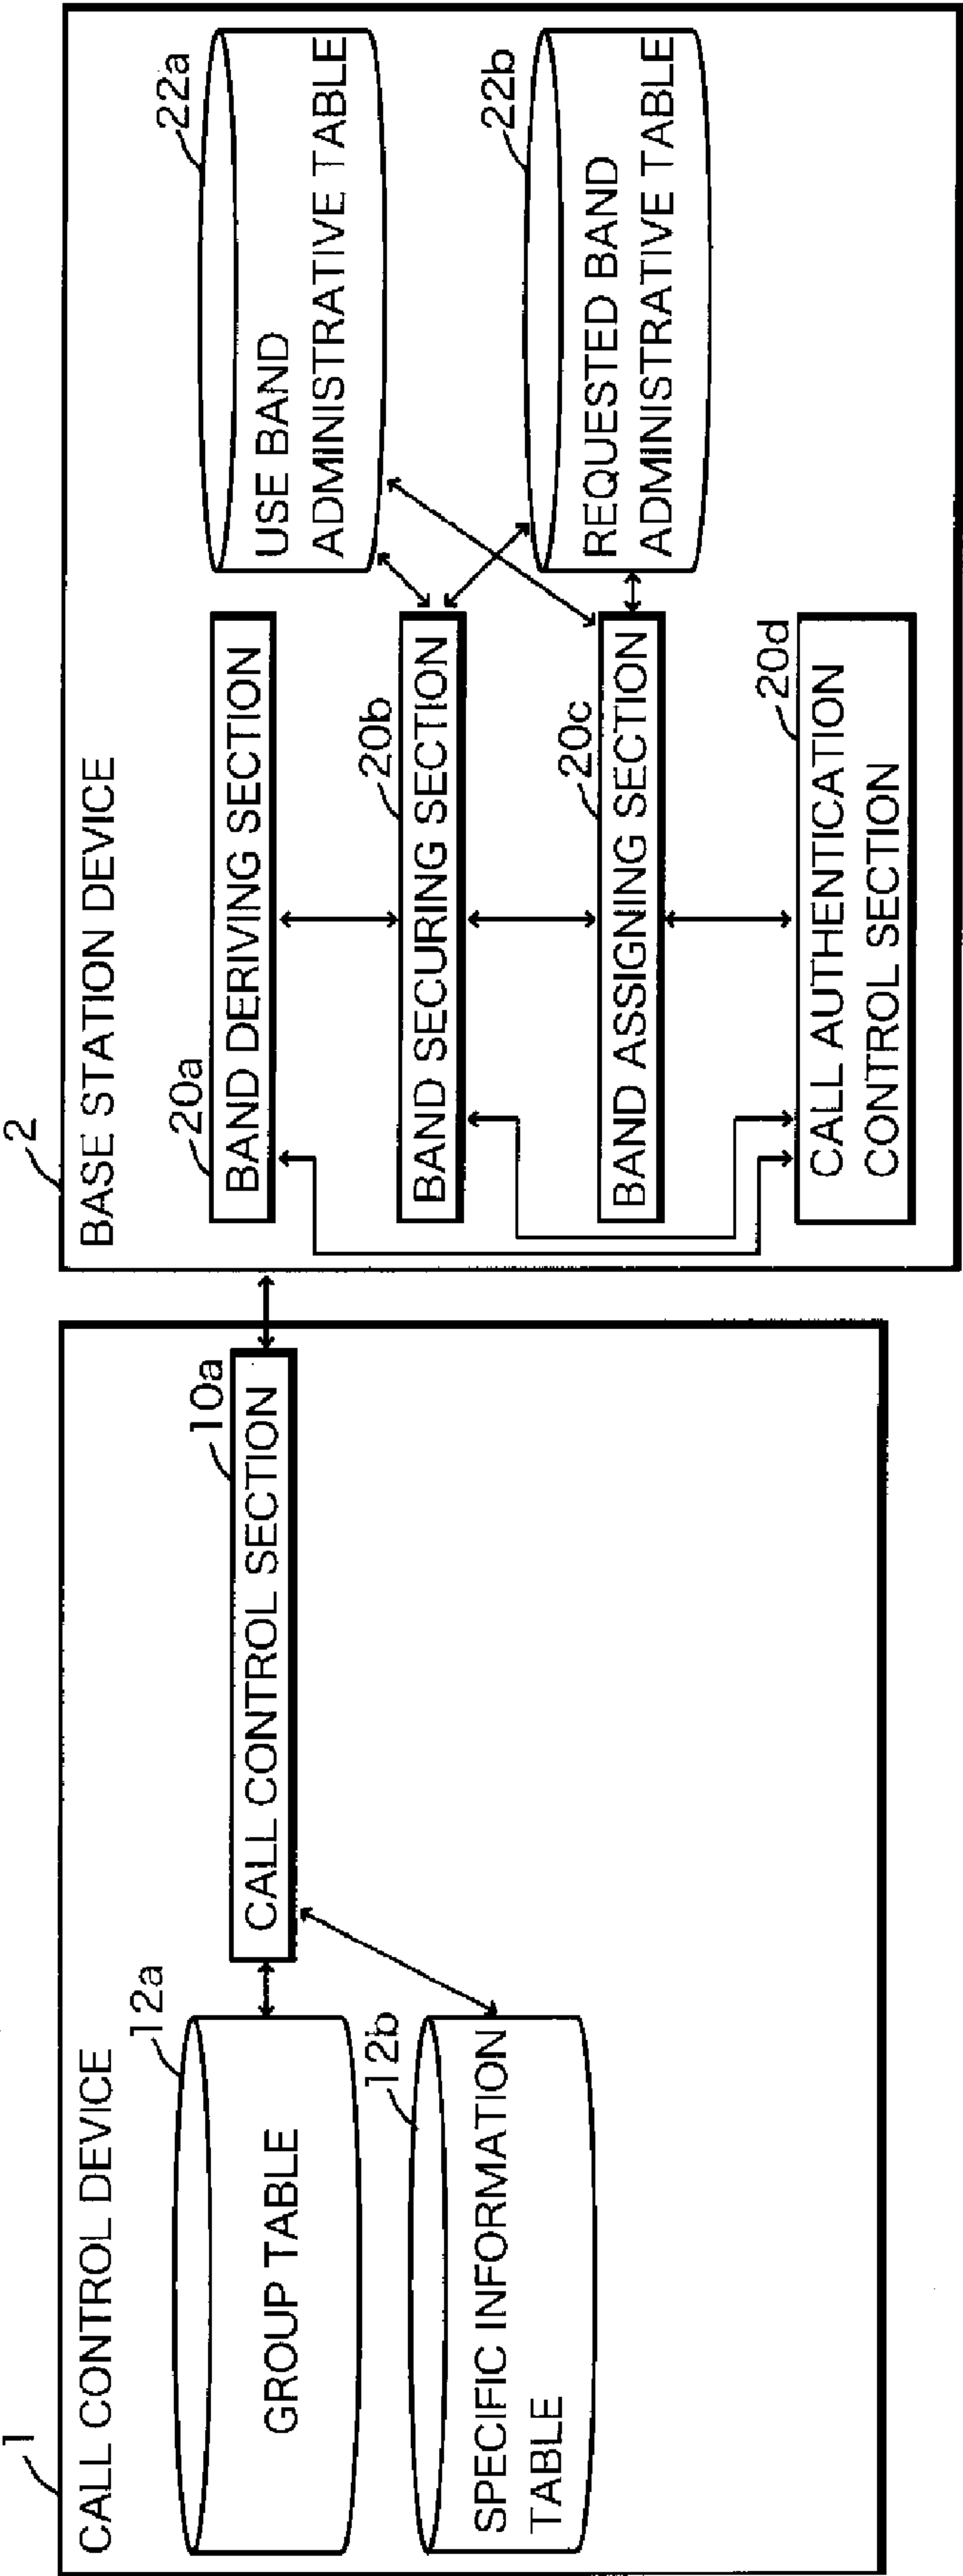 1
CALL CONTROL DEVICE
12a
GROUP TABLE
12b
SPECIFIC INFORMATION
TABLE
10a
CALL CONTROL SECTION
2
BASE STATION DEVICE
20a
BAND DERIVING SECTION
20b
BAND SECURING SECTION
20c
BAND ASSIGNING SECTION
20d
CALL AUTHENTICATION
CONTROL SECTION
22a
USE BAND
ADMINISTRATIVE TABLE
22b
REQUESTED BAND
ADMINISTRATIVE TABLE